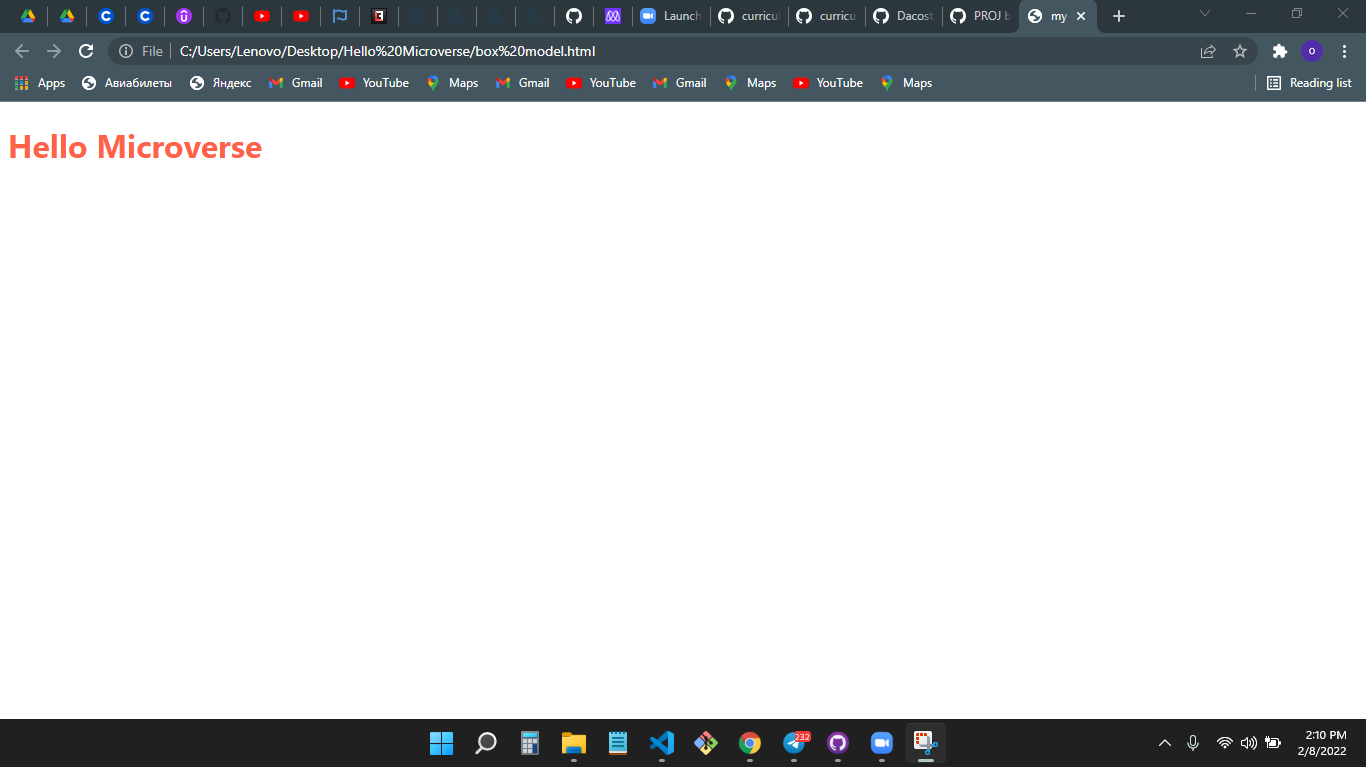 Launch curricu curricu Dacost PROJ b my
File C:/Users/Lenovo/Desktop/Hello%20Microverse/box%20model.html O
Apps Авиабилеты Яндекс Gmail YouTube Maps Gmail YouTube Gmail Maps YouTube Maps Reading list
Hello Microverse
232
2:10 PM
2/8/2022